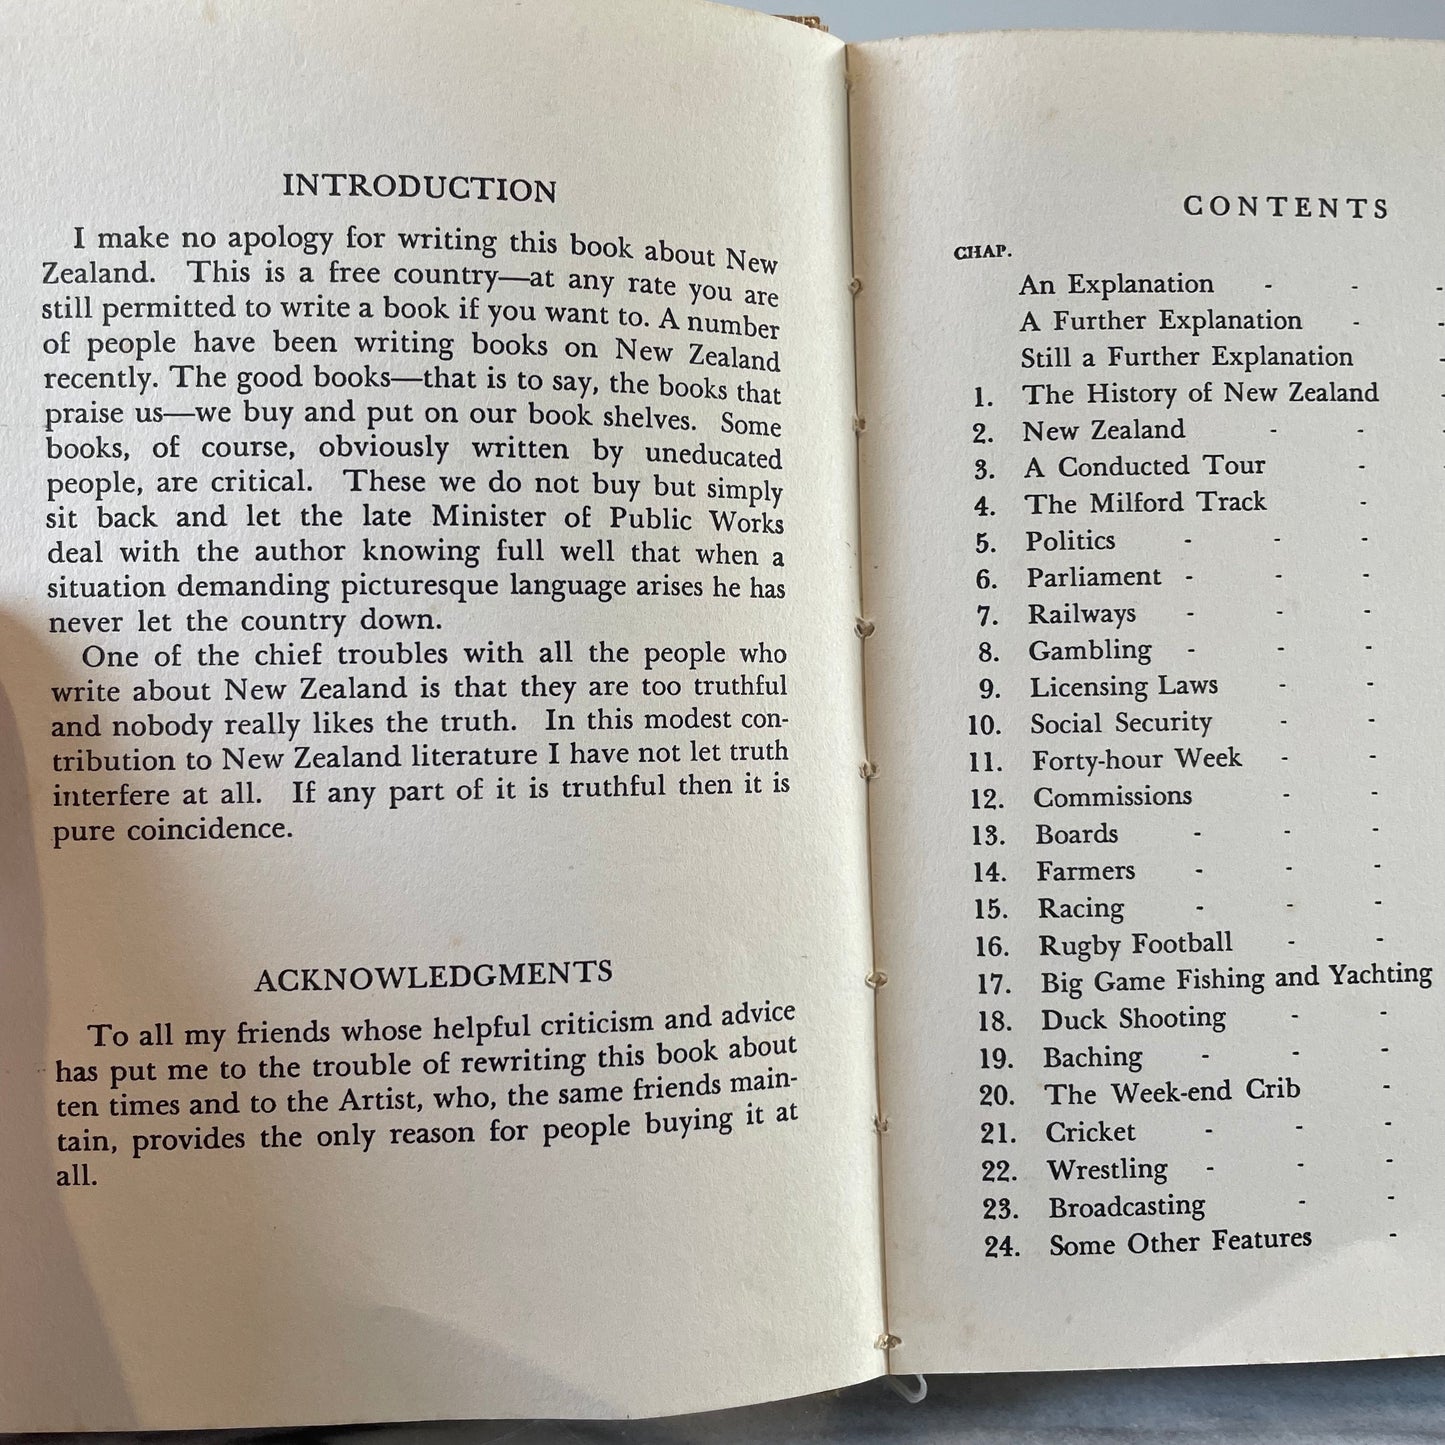 INTRODUCTION
I make no apology for writing this book about New
Zealand. This is a free country—at any rate you are
still permitted to write a book if you want to. A number
of people have been writing books on New Zealand
recently. The good books—that is to say, the books that
praise us—we buy and put on our book shelves. Some
books, of course, obviously written by uneducated
people, are critical. These we do not buy but simply
sit back and let the late Minister of Public Works
deal with the author knowing full well that when a
situation demanding picturesque language arises he has
never let the country down.
One of the chief troubles with all the people who
write about New Zealand is that they are too truthful
and nobody really likes the truth. In this modest con-
tribution to New Zealand literature I have not let truth
interfere at all. If any part of it is truthful then it is
pure coincidence.
ACKNOWLEDGMENTS
To all my friends whose helpful criticism and advice
has put me to the trouble of rewriting this book about
ten times and to the Artist, who, the same friends main-
tain, provides the only reason for people buying it at
all.
CONTENTS
CHAP.
An Explanation - - -
A Further Explanation - -
Still a Further Explanation -
1. The History of New Zealand -
2. New Zealand - - -
3. A Conducted Tour - -
4. The Milford Track -
5. Politics - - -
6. Parliament - - -
7. Railways - - -
8. Gambling - - -
9. Licensing Laws - -
10. Social Security - -
11. Forty-hour Week - -
12. Commissions - -
13. Boards - - -
14. Farmers - - -
15. Racing - - -
16. Rugby Football - -
17. Big Game Fishing and Yachting
18. Duck Shooting - -
19. Baching - - -
20. The Week-end Crib -
21. Cricket - - -
22. Wrestling - - -
23. Broadcasting - -
24. Some Other Features -